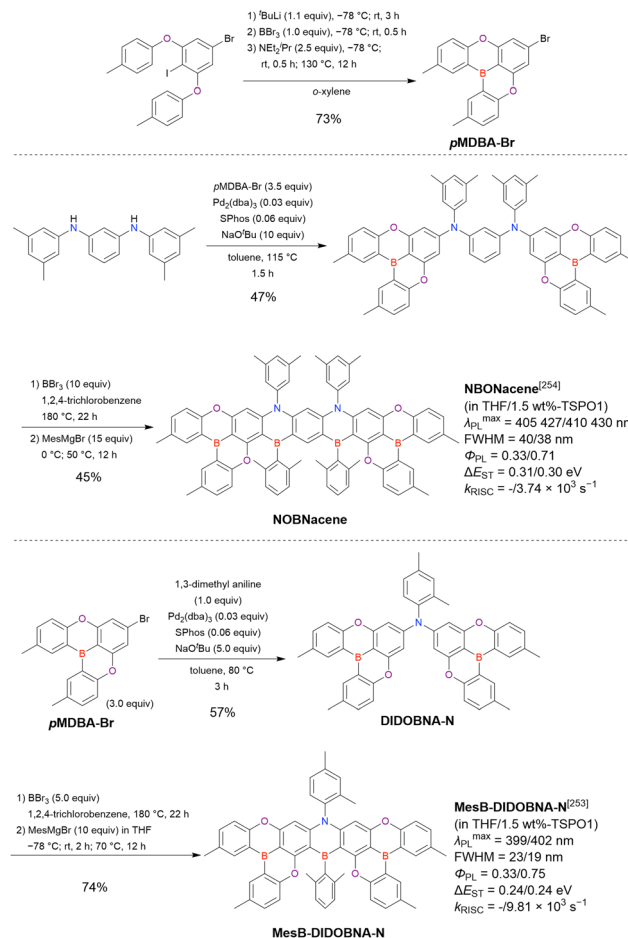 1) ᵗBuLi (1.1 equiv), −78 °C; rt, 3 h
2) BBr₃ (1.0 equiv), −78 °C; rt, 0.5 h
3) NEt₂ⁱPr (2.5 equiv), −78 °C;
rt, 0.5 h; 130 °C, 12 h
o-xylene
73%
Br
O
I
O
O
Br
B
O
pMDBA-Br
H
N
H
N
pMDBA-Br (3.5 equiv)
Pd₂(dba)₃ (0.03 equiv)
SPhos (0.06 equiv)
NaOᵗBu (10 equiv)
toluene, 115 °C
1.5 h
47%
O
N
N
O
B
B
O
O
1) BBr₃ (10 equiv)
1,2,4-trichlorobenzene
180 °C, 22 h
2) MesMgBr (15 equiv)
0 °C; 50 °C, 12 h
45%
O
N
N
O
B
B
B
B
O
O
NOBNacene
NBONacene[254]
(in THF/1.5 wt%-TSPO1)
λPLmax = 405 427/410 430 nm
FWHM = 40/38 nm
ΦPL = 0.33/0.71
ΔEST = 0.31/0.30 eV
kRISC = -/3.74 × 10³ s⁻¹
O
Br
B
O
(3.0 equiv)
pMDBA-Br
1,3-dimethyl aniline
(1.0 equiv)
Pd₂(dba)₃ (0.03 equiv)
SPhos (0.06 equiv)
NaOᵗBu (5.0 equiv)
toluene, 80 °C
3 h
57%
O
N
O
B
B
O
O
DIDOBNA-N
1) BBr₃ (5.0 equiv)
1,2,4-trichlorobenzene, 180 °C, 22 h
2) MesMgBr (10 equiv) in THF
−78 °C; rt, 2 h; 70 °C, 12 h
74%
O
N
O
B
B
B
O
O
MesB-DIDOBNA-N
MesB-DIDOBNA-N[253]
(in THF/1.5 wt%-TSPO1)
λPLmax = 399/402 nm
FWHM = 23/19 nm
ΦPL = 0.33/0.75
ΔEST = 0.24/0.24 eV
kRISC = -/9.81 × 10³ s⁻¹